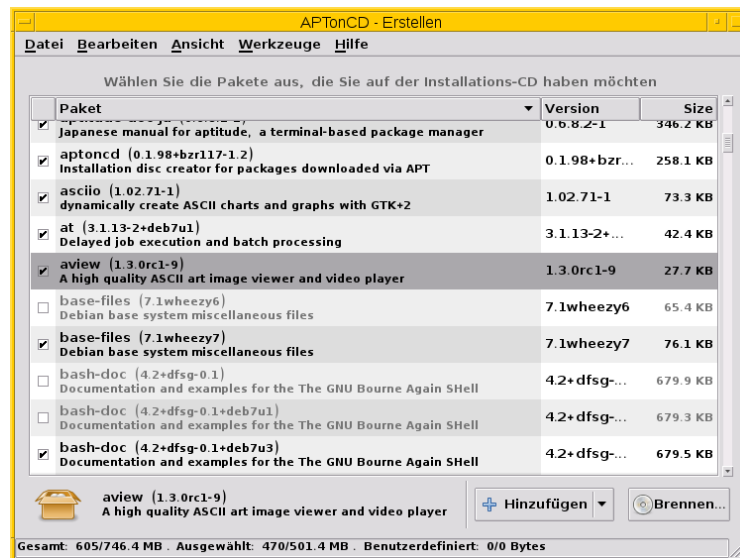 APTonCD - Erstellen
Datei Bearbeiten Ansicht Werkzeuge Hilfe
Wählen Sie die Pakete aus, die Sie auf der Installations-CD haben möchten
Paket Version Size
0.6.8.2-1 346.2 KB
Japanese manual for aptitude, a terminal-based package manager
aptoncd (0.1.98+bzr117-1.2) 0.1.98+bzr... 258.1 KB
Installation disc creator for packages downloaded via APT
asciio (1.02.71-1) 1.02.71-1 73.3 KB
dynamically create ASCII charts and graphs with GTK+2
at (3.1.13-2+deb7u1) 3.1.13-2+... 42.4 KB
Delayed job execution and batch processing
aview (1.3.0rc1-9) 1.3.0rc1-9 27.7 KB
A high quality ASCII art image viewer and video player
base-files (7.1wheezy6) 7.1wheezy6 65.4 KB
Debian base system miscellaneous files
base-files (7.1wheezy7) 7.1wheezy7 76.1 KB
Debian base system miscellaneous files
bash-doc (4.2+dfsg-0.1) 4.2+dfsg-... 679.9 KB
Documentation and examples for the The GNU Bourne Again SHell
bash-doc (4.2+dfsg-0.1+deb7u1) 4.2+dfsg-... 679.3 KB
Documentation and examples for the The GNU Bourne Again SHell
bash-doc (4.2+dfsg-0.1+deb7u3) 4.2+dfsg-... 679.5 KB
Documentation and examples for the The GNU Bourne Again SHell
aview (1.3.0rc1-9)
A high quality ASCII art image viewer and video player
Hinzufügen Brennen...
Gesamt: 605/746.4 MB . Ausgewählt: 470/501.4 MB . Benutzerdefiniert: 0/0 Bytes